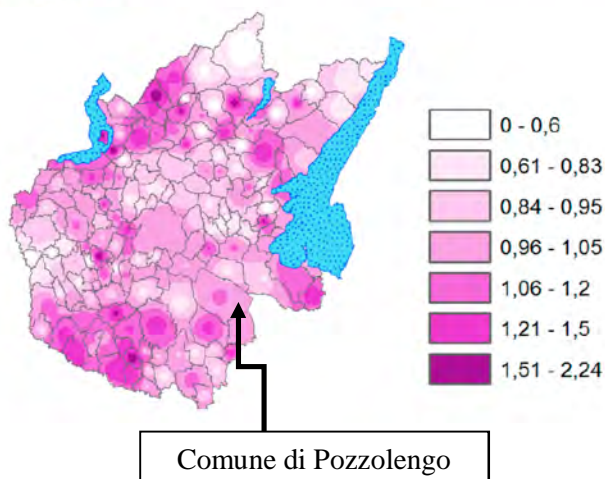 0 - 0,6
0,61 - 0,83
0,84 - 0,95
0,96 - 1,05
1,06 - 1,2
1,21 - 1,5
1,51 - 2,24
Comune di Pozzolengo